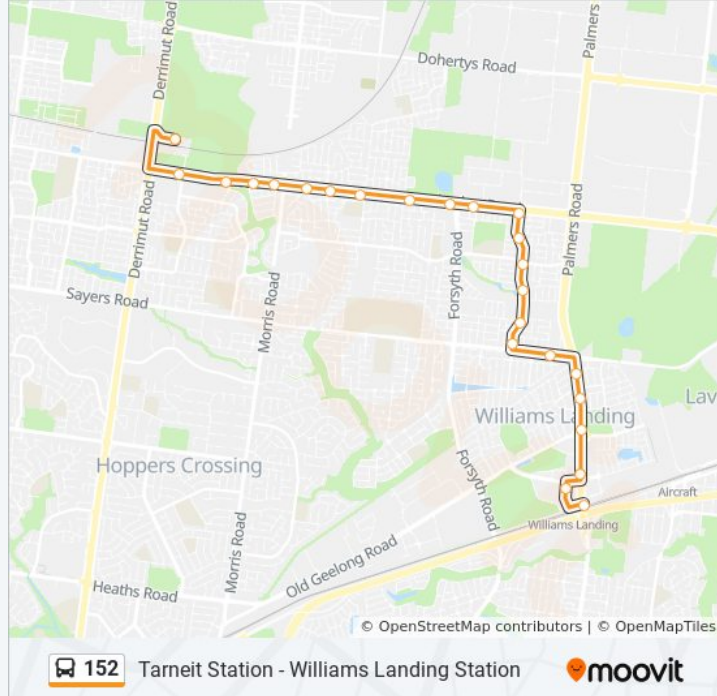 Derrimut Road
Palmers
Dohertys Road
Derrimut Road
Palmers Road
Forsyth Road
Sayers Road
Morris Road
Williams Landing
Lav
Hoppers Crossing
Forsyth Road
Aircraft
Williams Landing
Morris Road
Old Geelong Road
Heaths Road
© OpenStreetMap contributors | © OpenMapTiles
152 Tarneit Station - Williams Landing Station
moovit